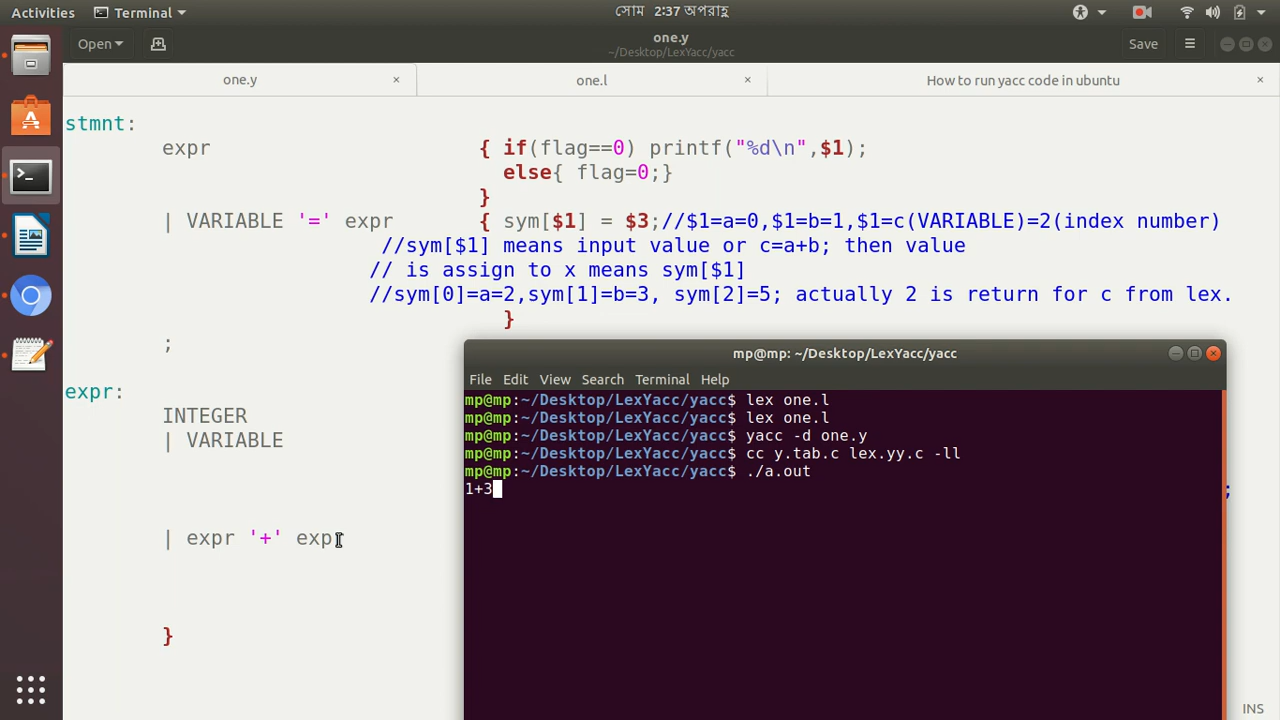 Activities Terminal সোম 2:37 অপরাহ্ণ
Open one.y Save
~/Desktop/LexYacc/yacc
one.y × one.l × How to run yacc code in ubuntu ×
stmnt:
expr { if(flag==0) printf("%d\n",$1);
else{ flag=0;}
}
| VARIABLE '=' expr { sym[$1] = $3;//$1=a=0,$1=b=1,$1=c(VARIABLE)=2(index number)
//sym[$1] means input value or c=a+b; then value
// is assign to x means sym[$1]
//sym[0]=a=2,sym[1]=b=3, sym[2]=5; actually 2 is return for c from lex.
}
;
expr:
INTEGER
| VARIABLE
;
| expr '+' expr
}
mp@mp: ~/Desktop/LexYacc/yacc
File Edit View Search Terminal Help
mp@mp:~/Desktop/LexYacc/yacc$ lex one.l
mp@mp:~/Desktop/LexYacc/yacc$ lex one.l
mp@mp:~/Desktop/LexYacc/yacc$ yacc -d one.y
mp@mp:~/Desktop/LexYacc/yacc$ cc y.tab.c lex.yy.c -ll
mp@mp:~/Desktop/LexYacc/yacc$ ./a.out
1+3
INS